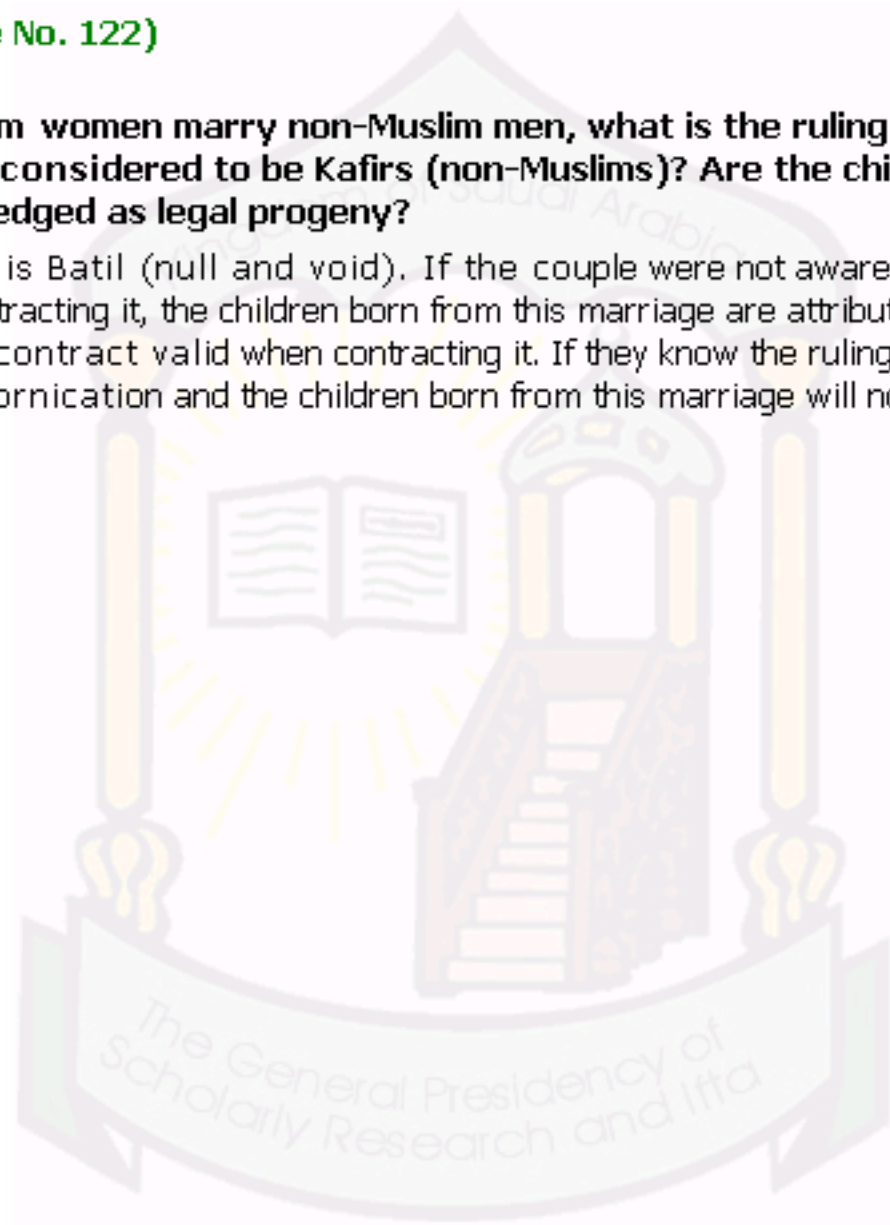 No. 122)
m women marry non-Muslim men, what is the ruling
considered to be Kafirs (non-Muslims)? Are the chi
edged as legal progeny?
is Batil (null and void). If the couple were not aware
tracting it, the children born from this marriage are attribut
contract valid when contracting it. If they know the ruling
ornication and the children born from this marriage will no
Kingdom of Saudi Arabia
The General Presidency of
Scholarly Research and Ifta